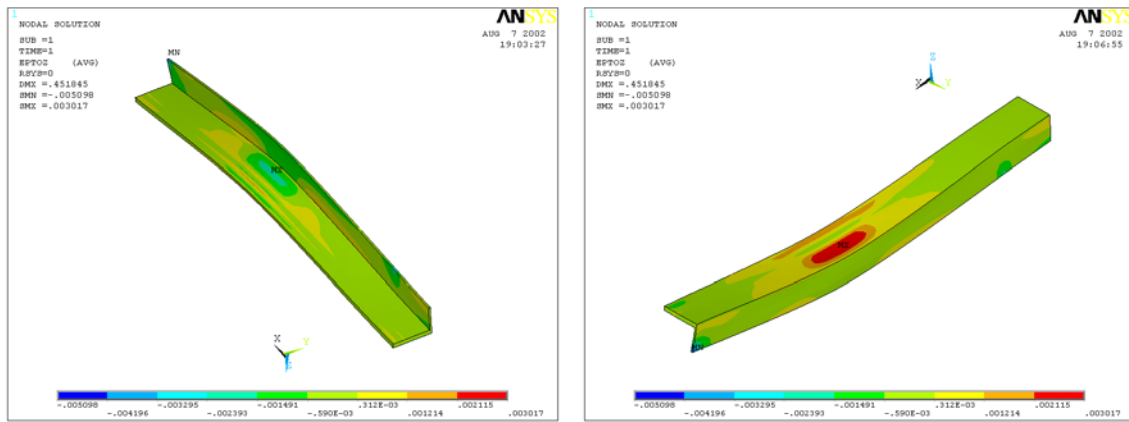 1
ANSYS
NODAL SOLUTION
AUG 7 2002
19:03:27
SUB =1
TIME=1
EPTOZ (AVG)
RSYS=0
DMX =.451845
SMN =-.005098
SMX =.003017
MN
MX
X
Y
Z
-.005098 -.003295 -.001491 .312E-03 .002115
-.004196 -.002393 -.590E-03 .001214 .003017
1
ANSYS
NODAL SOLUTION
AUG 7 2002
19:06:55
SUB =1
TIME=1
EPTOZ (AVG)
RSYS=0
DMX =.451845
SMN =-.005098
SMX =.003017
Z
X
Y
MX
MN
-.005098 -.003295 -.001491 .312E-03 .002115
-.004196 -.002393 -.590E-03 .001214 .003017